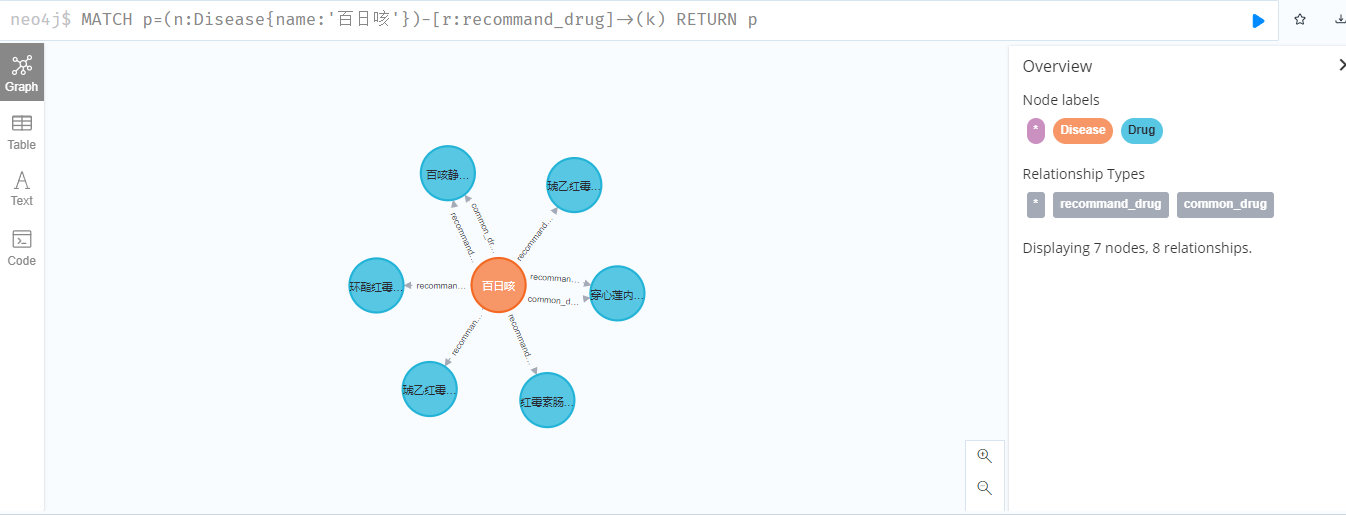 neo4j$ MATCH p=(n:Disease{name:'百日咳'})-[r:recommand_drug]→(k) RETURN p
Graph
Table
Text
Code
百咳静...
琥乙红霉...
环酯红霉...
百日咳
穿心莲内...
琥乙红霉...
红霉素肠...
recommand...
common_dr...
recommand...
recomman...
recomman...
common_d...
recomman...
recommand...
Overview
Node labels
*
Disease
Drug
Relationship Types
*
recommand_drug
common_drug
Displaying 7 nodes, 8 relationships.